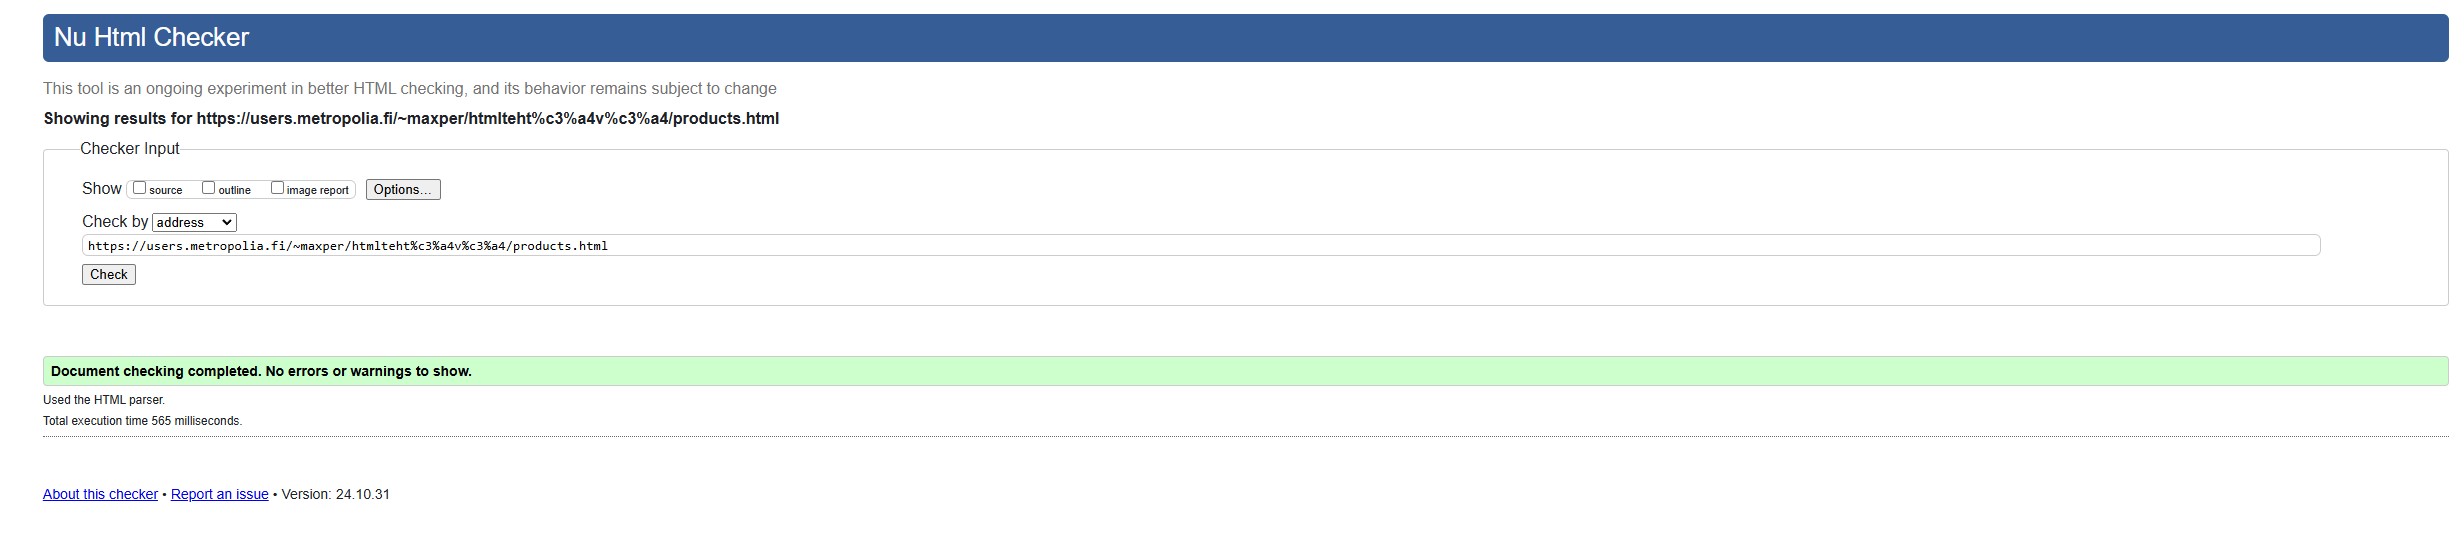 Nu Html Checker
This tool is an ongoing experiment in better HTML checking, and its behavior remains subject to change
Showing results for https://users.metropolia.fi/~maxper/htmlteht%c3%a4v%c3%a4/products.html
Checker Input
Show source outline image report Options...
Check by address
https://users.metropolia.fi/~maxper/htmlteht%c3%a4v%c3%a4/products.html
Check
Document checking completed. No errors or warnings to show.
Used the HTML parser.
Total execution time 565 milliseconds.
About this checker • Report an issue • Version: 24.10.31